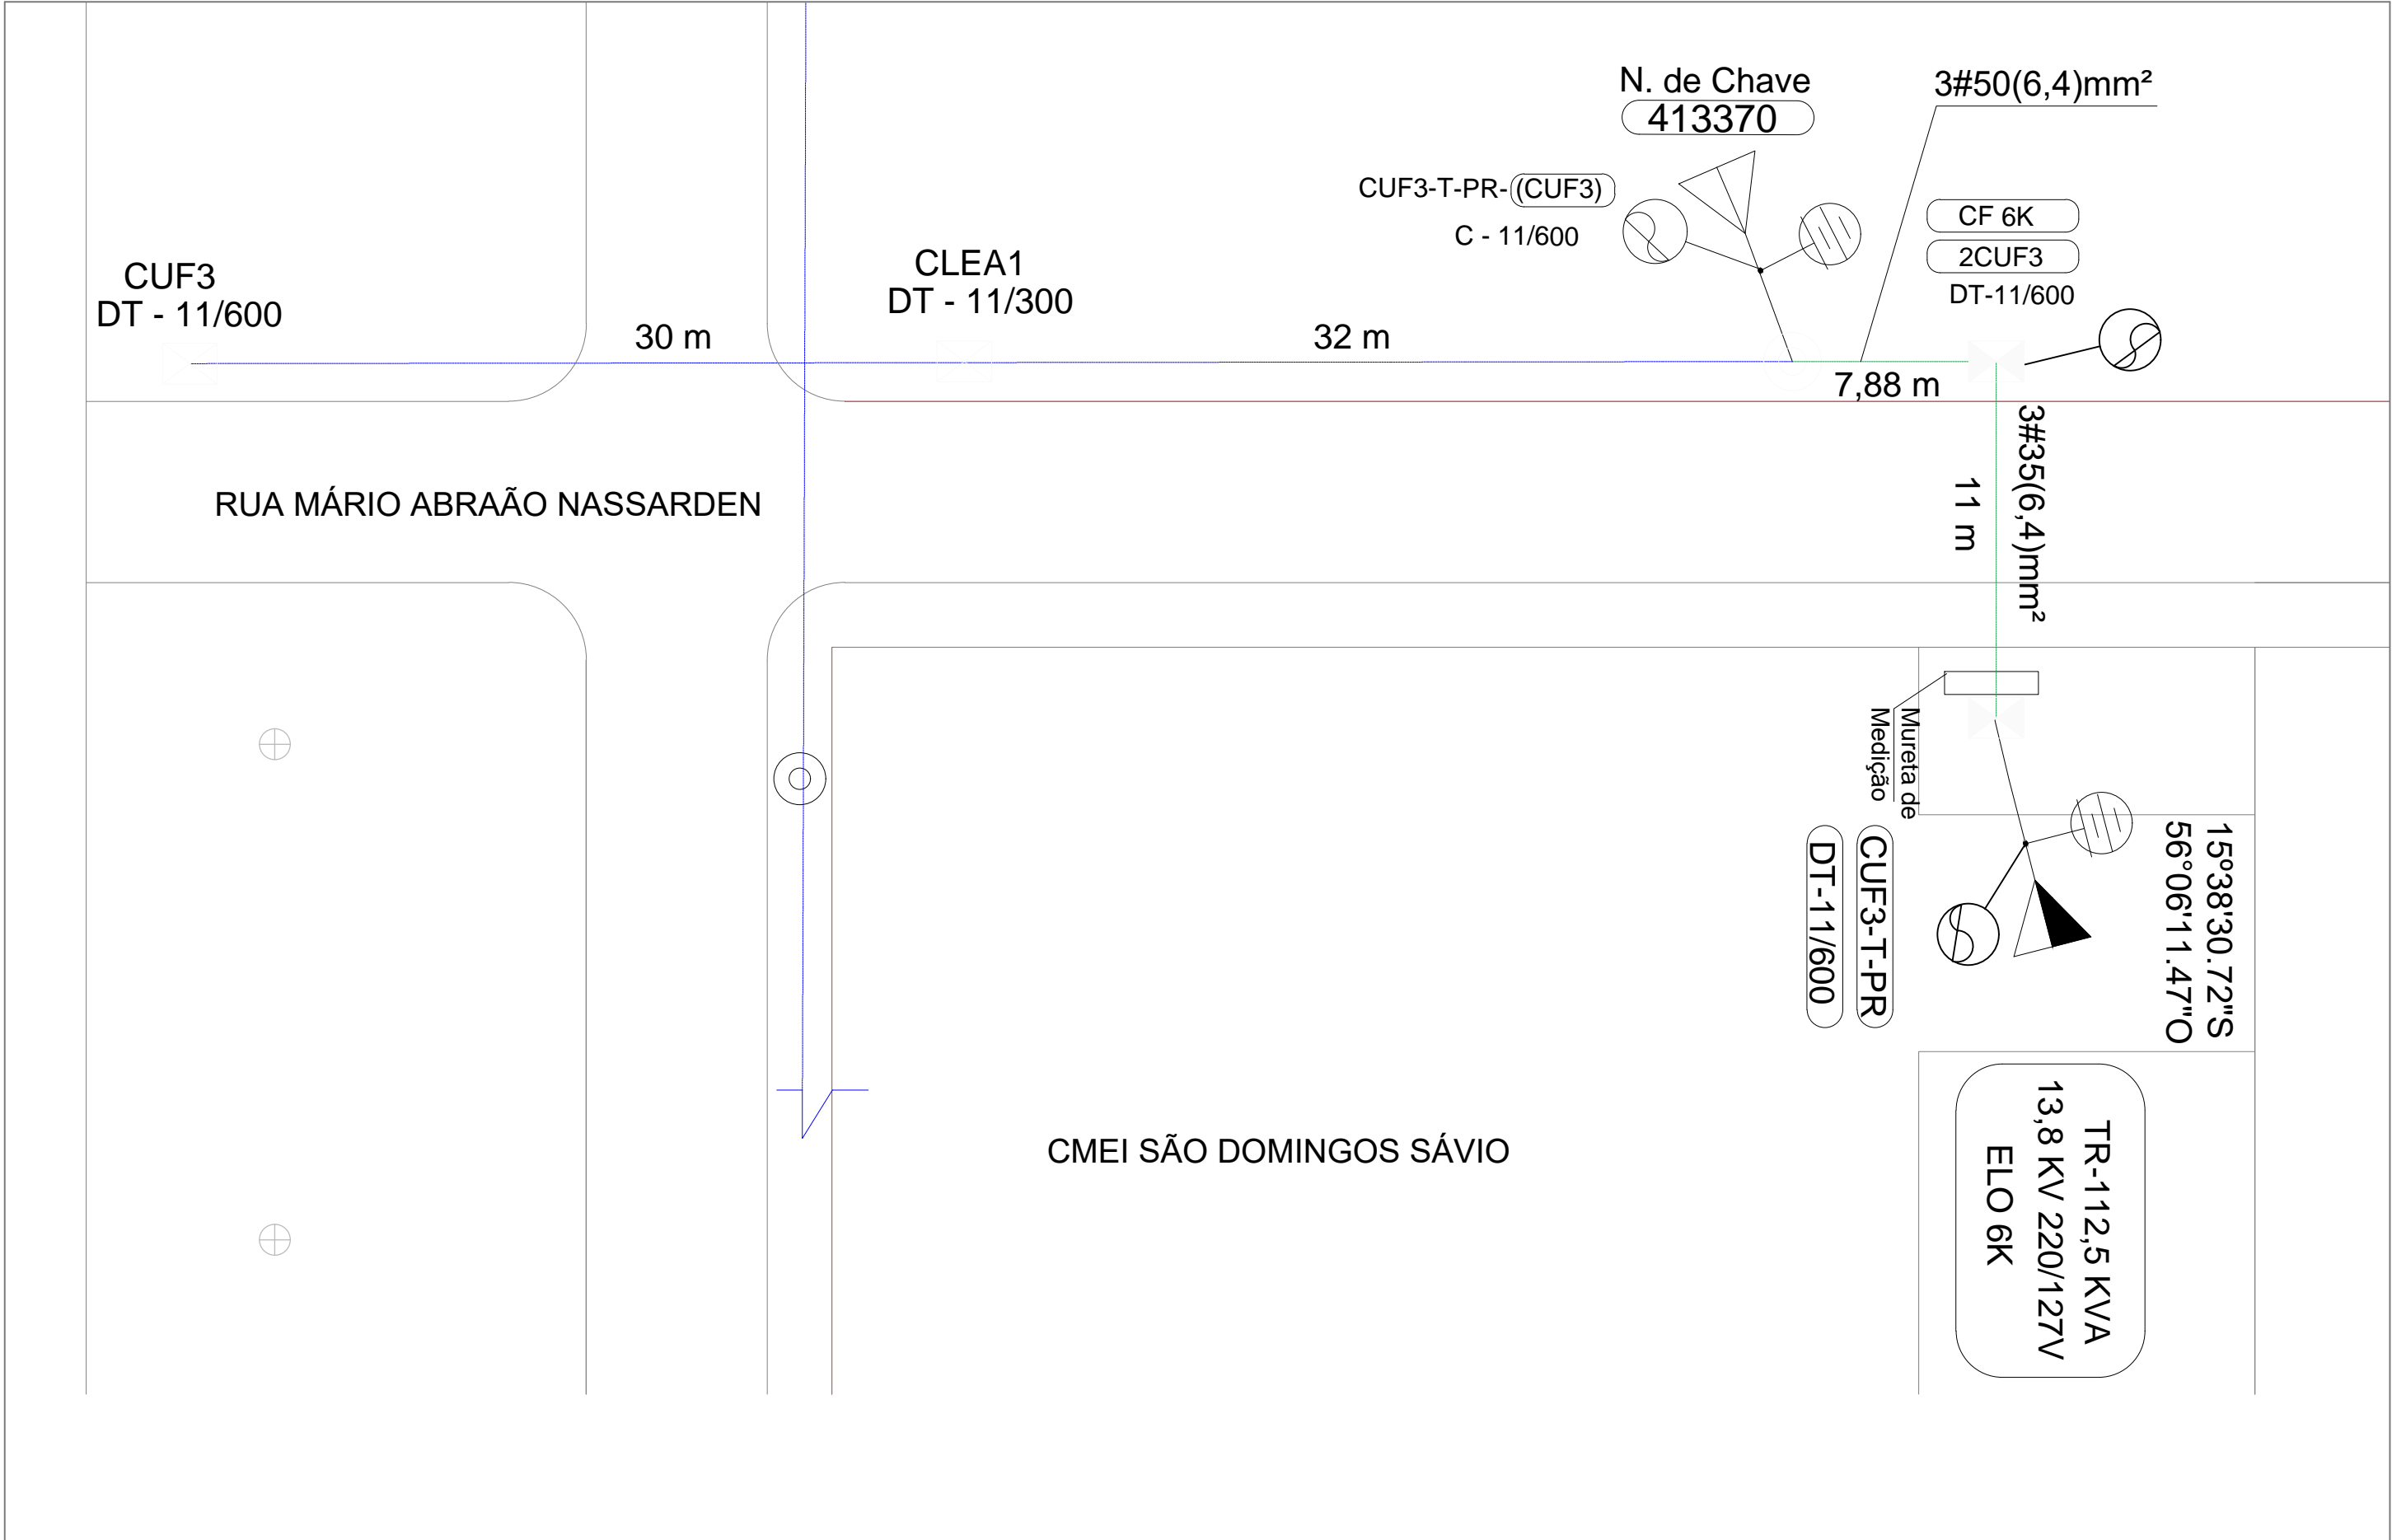 N. de Chave
413370
3#50(6,4)mm²
CUF3-T-PR-(CUF3)
C - 11/600
CF 6K
2CUF3
DT-11/600
CUF3
DT - 11/600
CLEA1
DT - 11/300
30 m
32 m
7,88 m
3#35(6,4)mm²
11 m
RUA MÁRIO ABRAÃO NASSARDEN
Mureta de
Medição
CUF3-T-PR
DT-11/600
15º38'30.72"S
56°06'11.47"O
CMEI SÃO DOMINGOS SÁVIO
TR-112,5 KVA
13,8 KV 220/127V
ELO 6K